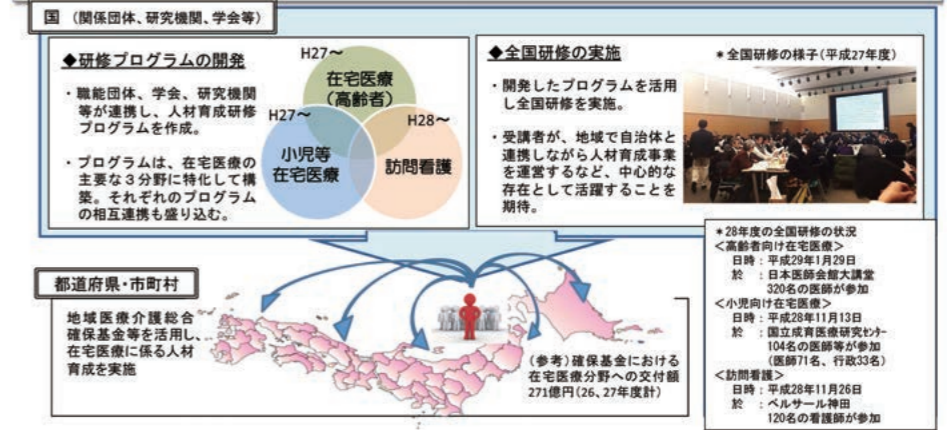 国 (関係団体、研究機関、学会等)
◆研修プログラムの開発
・職能団体、学会、研究機関
等が連携し、人材育成研修
プログラムを作成。
・プログラムは、在宅医療の
主要な3分野に特化して構
築。それぞれのプログラム
の相互連携も盛り込む。
H27～
在宅医療
(高齢者)
H27～
小児等
在宅医療
H28～
訪問看護
◆全国研修の実施
・開発したプログラムを活用
し全国研修を実施。
・受講者が、地域で自治体と
連携しながら人材育成事業
を運営するなど、中心的な
存在として活躍することを
期待。
＊全国研修の様子(平成27年度)
都道府県・市町村
地域医療介護総合
確保基金等を活用し、
在宅医療に係る人材
育成を実施
(参考)確保基金における
在宅医療分野への交付額
271億円(26、27年度計)
＊28年度の全国研修の状況
＜高齢者向け在宅医療＞
日時：平成29年1月29日
於　：日本医師会館大講堂
320名の医師が参加
＜小児向け在宅医療＞
日時：平成28年11月13日
於　：国立成育医療研究ｾﾝﾀｰ
104名の医師等が参加
(医師71名、行政33名)
＜訪問看護＞
日時：平成28年11月26日
於　：ベルサール神田
120名の看護師が参加